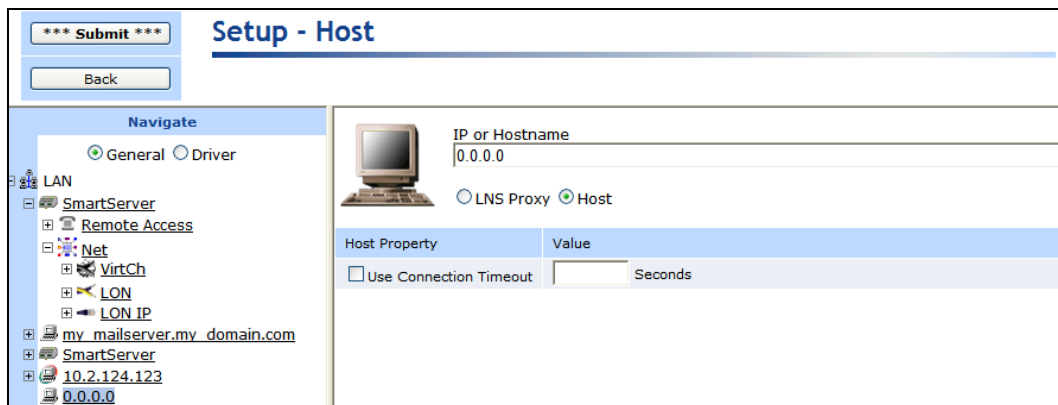 *** Submit ***
Back
Setup - Host
Navigate
General Driver
LAN
SmartServer
Remote Access
Net
VirtCh
LON
LON IP
my_mailserver.my_domain.com
SmartServer
10.2.124.123
0.0.0.0
IP or Hostname
0.0.0.0
LNS Proxy Host
Host Property Value
Use Connection Timeout Seconds